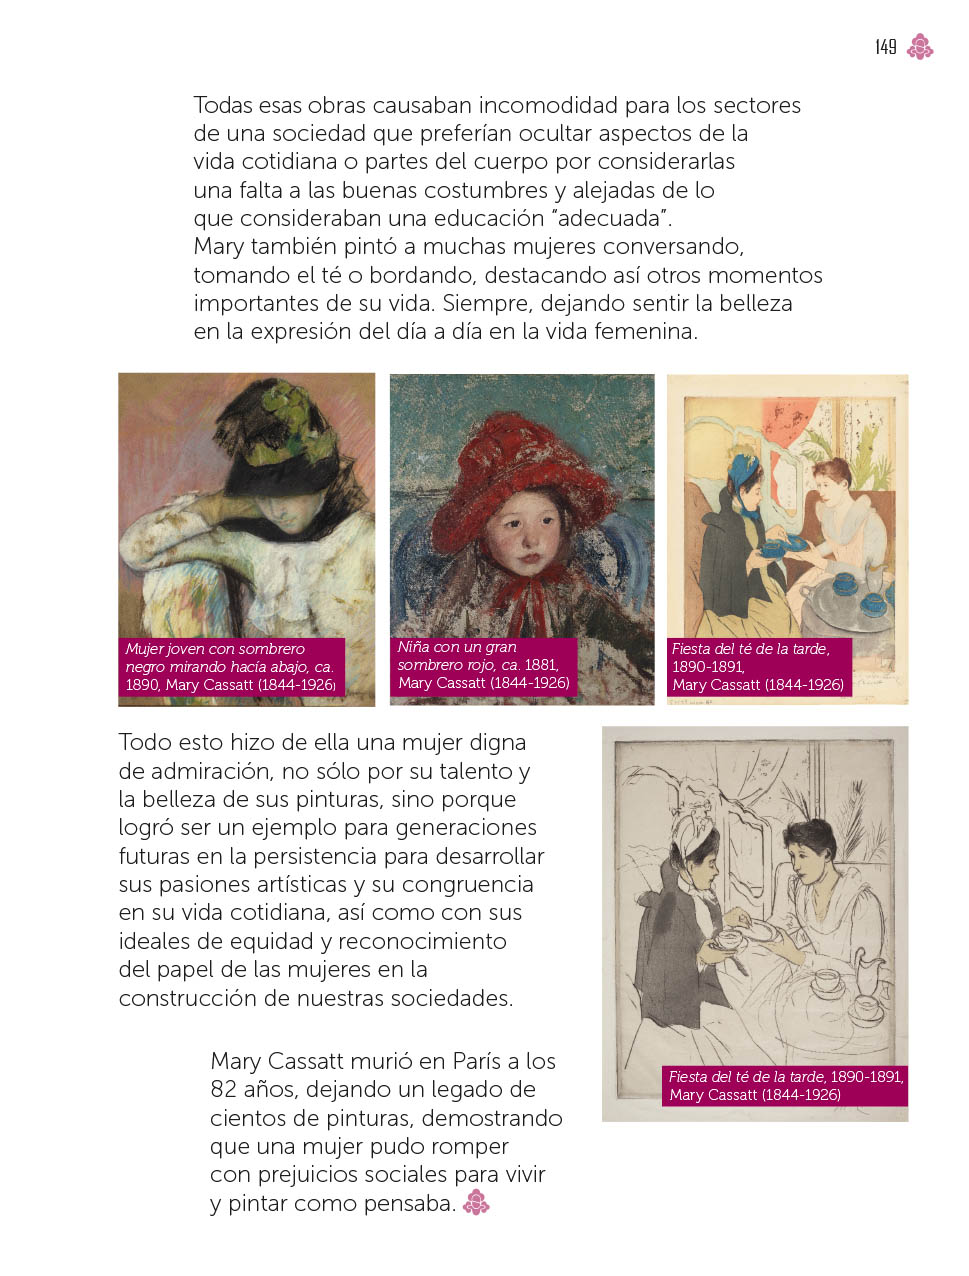 149
Todas esas obras causaban incomodidad para los sectores
de una sociedad que preferían ocultar aspectos de la
vida cotidiana o partes del cuerpo por considerarlas
una falta a las buenas costumbres y alejadas de lo
que consideraban una educación “adecuada”.
Mary también pintó a muchas mujeres conversando,
tomando el té o bordando, destacando así otros momentos
importantes de su vida. Siempre, dejando sentir la belleza
en la expresión del día a día en la vida femenina.
Mujer joven con sombrero
negro mirando hacia abajo, ca.
1890, Mary Cassatt (1844-1926)
Niña con un gran
sombrero rojo, ca. 1881,
Mary Cassatt (1844-1926)
Fiesta del té de la tarde,
1890-1891,
Mary Cassatt (1844-1926)
Todo esto hizo de ella una mujer digna
de admiración, no sólo por su talento y
la belleza de sus pinturas, sino porque
logró ser un ejemplo para generaciones
futuras en la persistencia para desarrollar
sus pasiones artísticas y su congruencia
en su vida cotidiana, así como con sus
ideales de equidad y reconocimiento
del papel de las mujeres en la
construcción de nuestras sociedades.
Fiesta del té de la tarde, 1890-1891,
Mary Cassatt (1844-1926)
Mary Cassatt murió en París a los
82 años, dejando un legado de
cientos de pinturas, demostrando
que una mujer pudo romper
con prejuicios sociales para vivir
y pintar como pensaba.